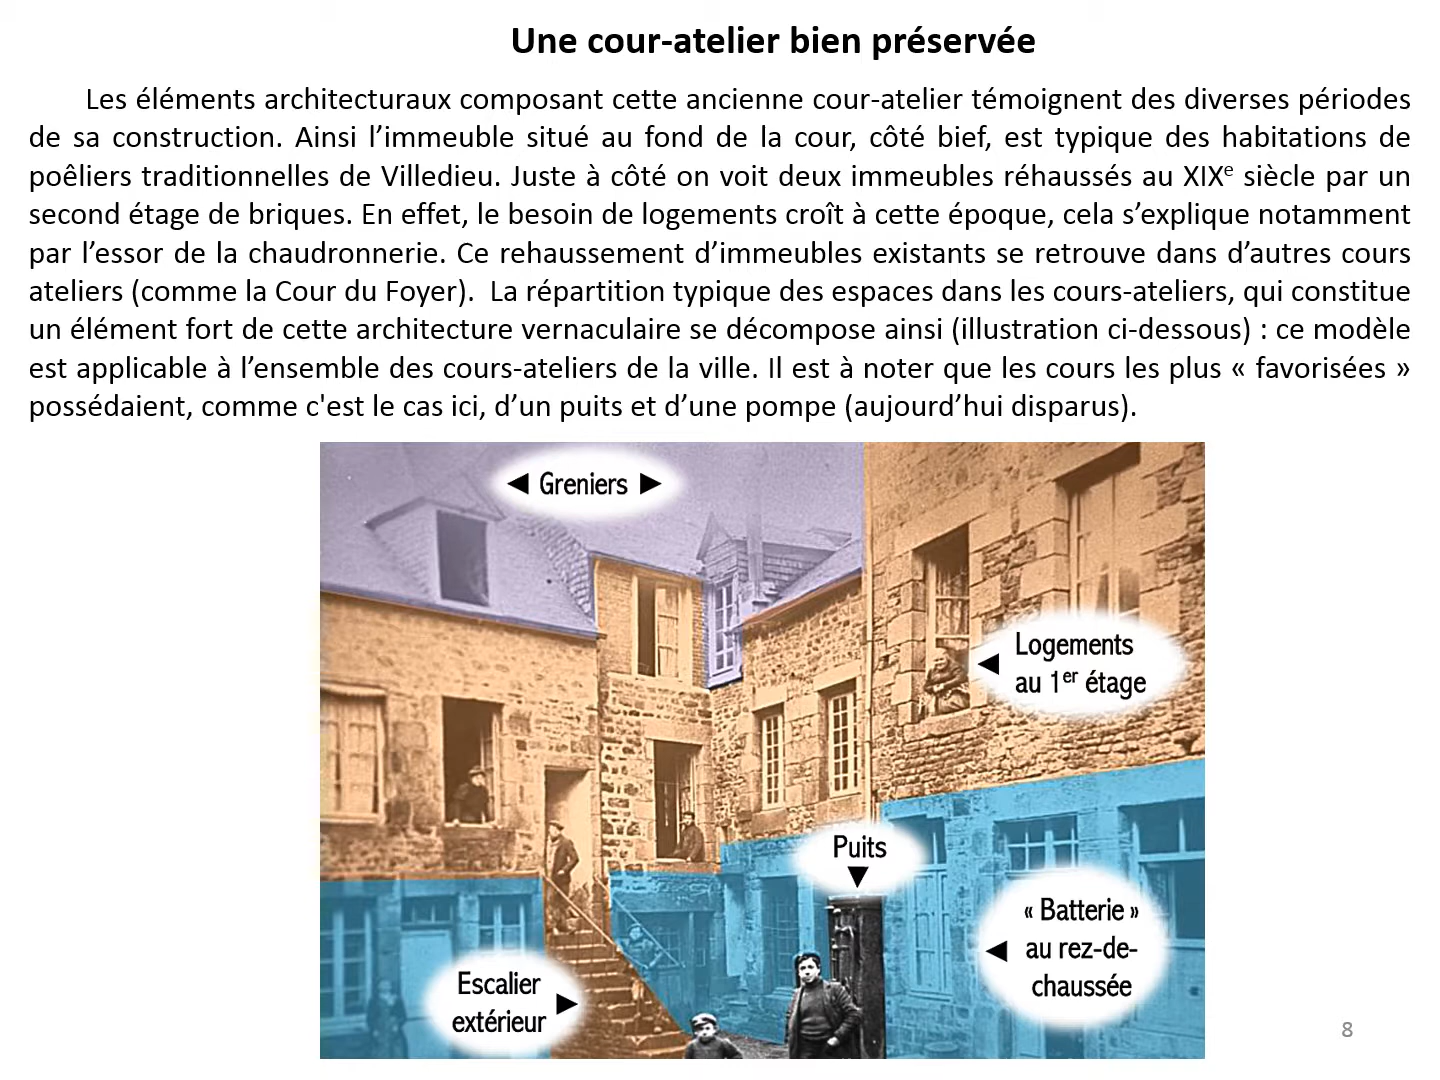 Une cour-atelier bien préservée
Les éléments architecturaux composant cette ancienne cour-atelier témoignent des diverses périodes
de sa construction. Ainsi l’immeuble situé au fond de la cour, côté bief, est typique des habitations de
poêliers traditionnelles de Villedieu. Juste à côté on voit deux immeubles réhaussés au XIXe siècle par un
second étage de briques. En effet, le besoin de logements croît à cette époque, cela s’explique notamment
par l’essor de la chaudronnerie. Ce rehaussement d’immeubles existants se retrouve dans d’autres cours
ateliers (comme la Cour du Foyer).  La répartition typique des espaces dans les cours-ateliers, qui constitue
un élément fort de cette architecture vernaculaire se décompose ainsi (illustration ci-dessous) : ce modèle
est applicable à l’ensemble des cours-ateliers de la ville. Il est à noter que les cours les plus « favorisées »
possédaient, comme c'est le cas ici, d’un puits et d’une pompe (aujourd’hui disparus).
◄ Greniers ►
Logements
◄ au 1er étage
Puits
▼
« Batterie »
◄ au rez-de-
chaussée
Escalier ►
extérieur
8